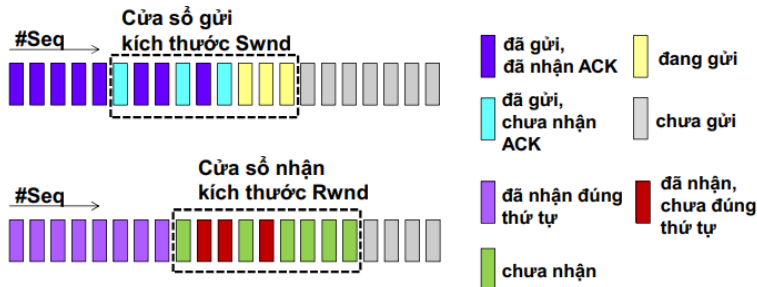 Cửa sổ gửi
kích thước Swnd
#Seq
đã gửi,
đã nhận ACK
đang gửi
đã gửi,
chưa nhận
ACK
chưa gửi
Cửa sổ nhận
kích thước Rwnd
#Seq
đã nhận đúng
thứ tự
đã nhận,
chưa đúng
thứ tự
chưa nhận